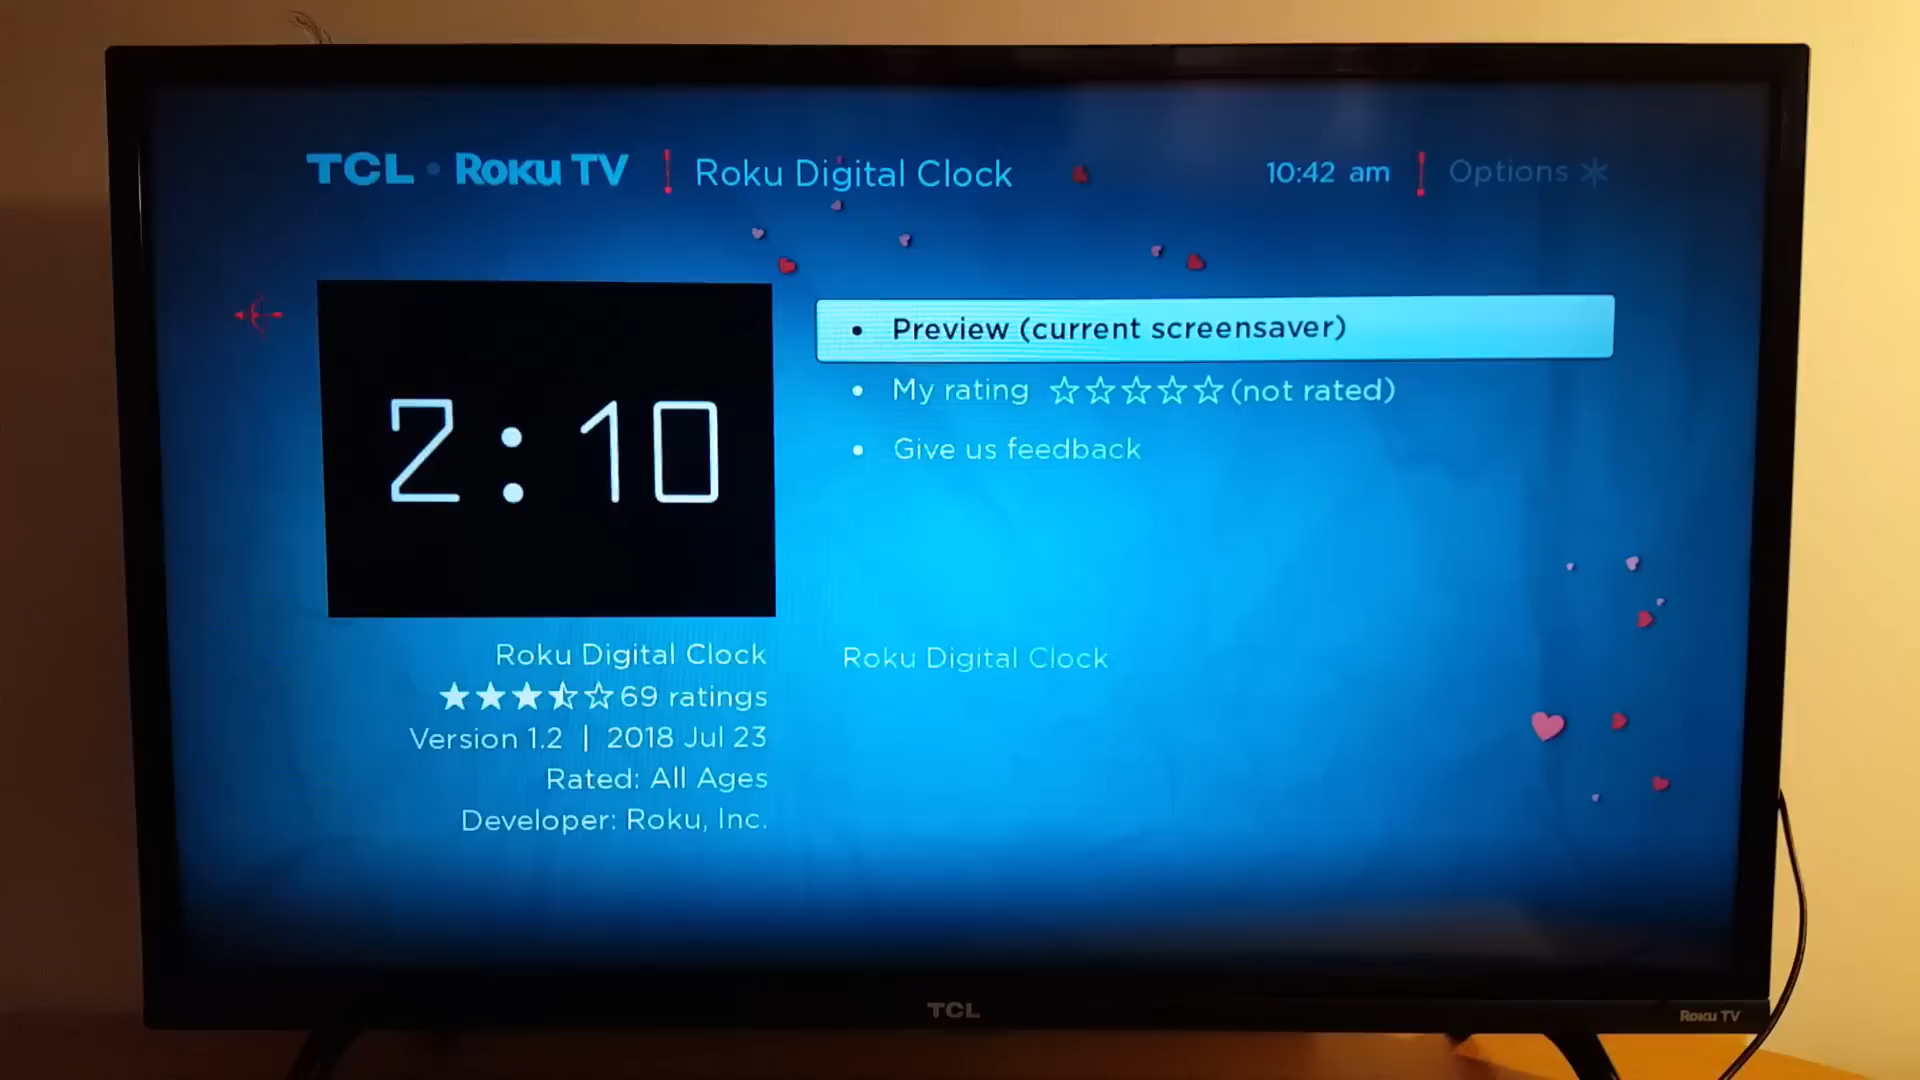 TCL • Roku TV | Roku Digital Clock
10:42 am | Options *
2:10
• Preview (current screensaver)
• My rating ☆☆☆☆☆ (not rated)
• Give us feedback
Roku Digital Clock
★★★⯪☆ 69 ratings
Version 1.2 | 2018 Jul 23
Rated: All Ages
Developer: Roku, Inc.
Roku Digital Clock
TCL
Roku TV